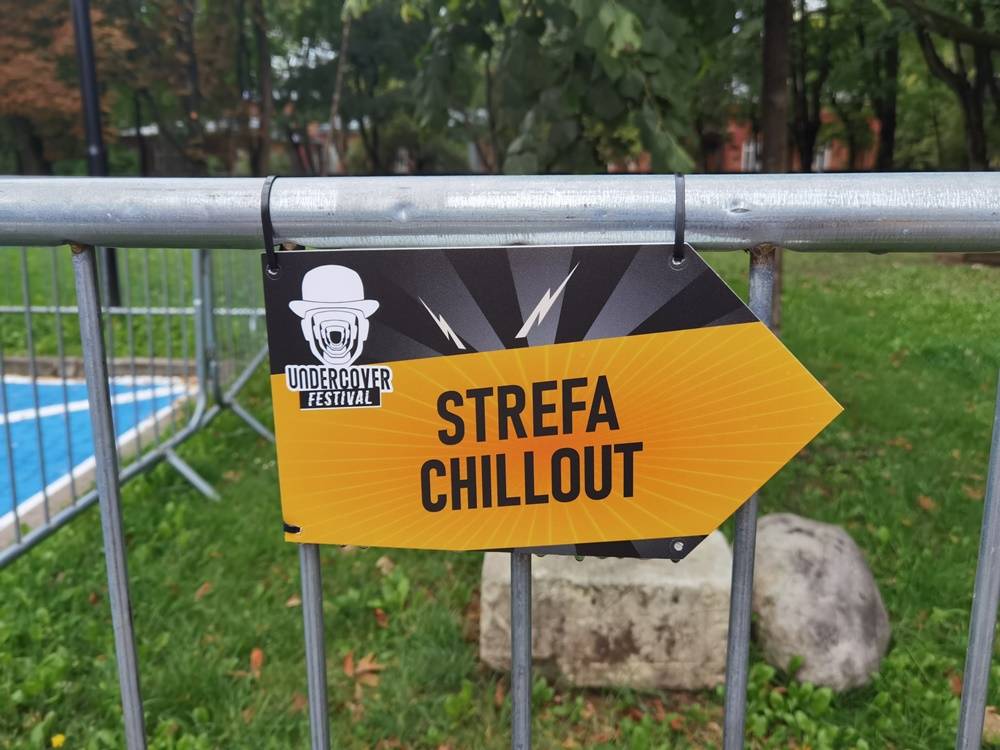 UNDERCOVER
FESTIVAL
STREFA
CHILLOUT